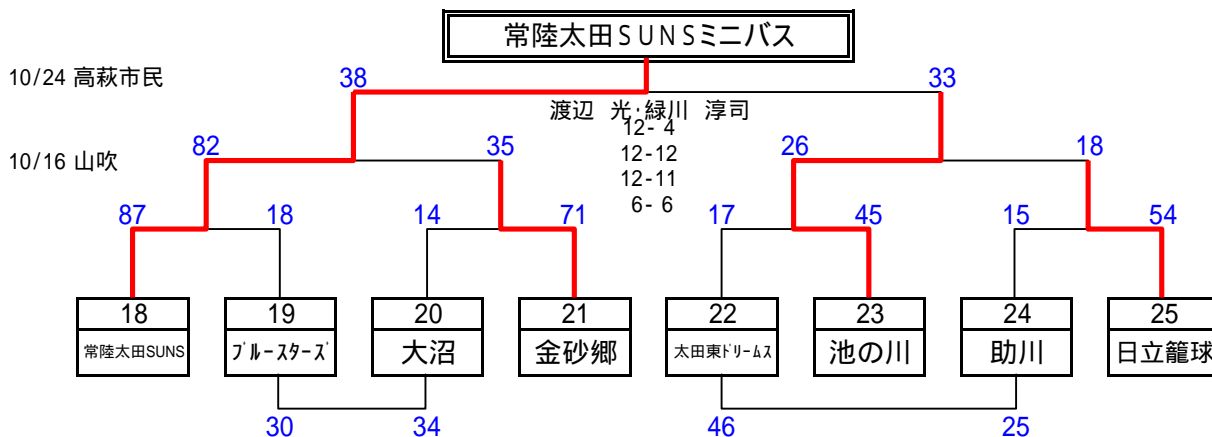 常陸太田SUNSミニバス
10/24 高萩市民
38
33
渡辺 光・緑川 淳司
12- 4
12-12
12-11
6- 6
10/16 山吹
82
35
26
18
87
18
14
71
17
45
15
54
18
19
20
21
22
23
24
25
常陸太田SUNS
ブルースターズ
大沼
金砂郷
太田東ドリームス
池の川
助川
日立籠球
30
34
46
25